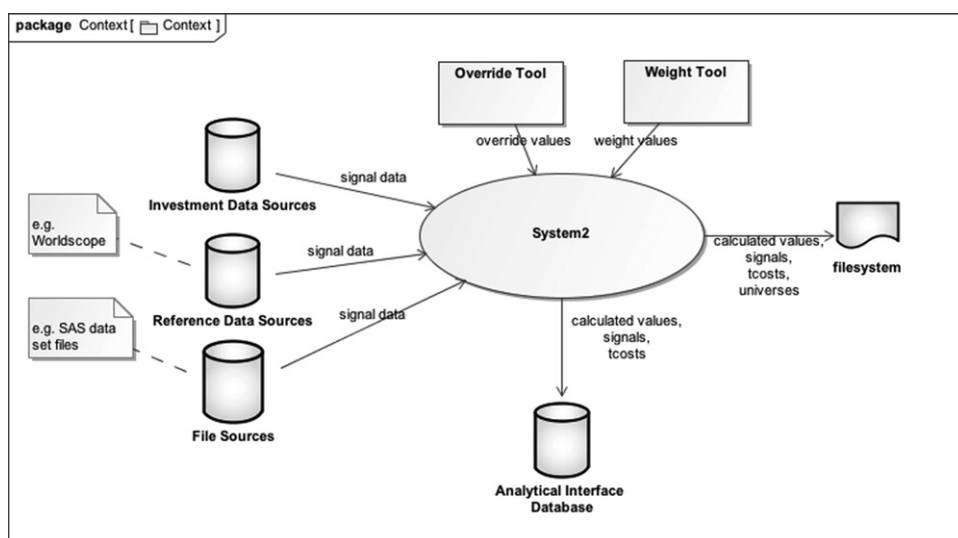 package Context [ Context ]
Override Tool
Weight Tool
override values
weight values
signal data
Investment Data Sources
e.g.
Worldscope
signal data
System2
calculated values,
signals,
tcosts,
universes
filesystem
Reference Data Sources
signal data
e.g. SAS data
set files
calculated values,
signals,
tcosts
File Sources
Analytical Interface
Database